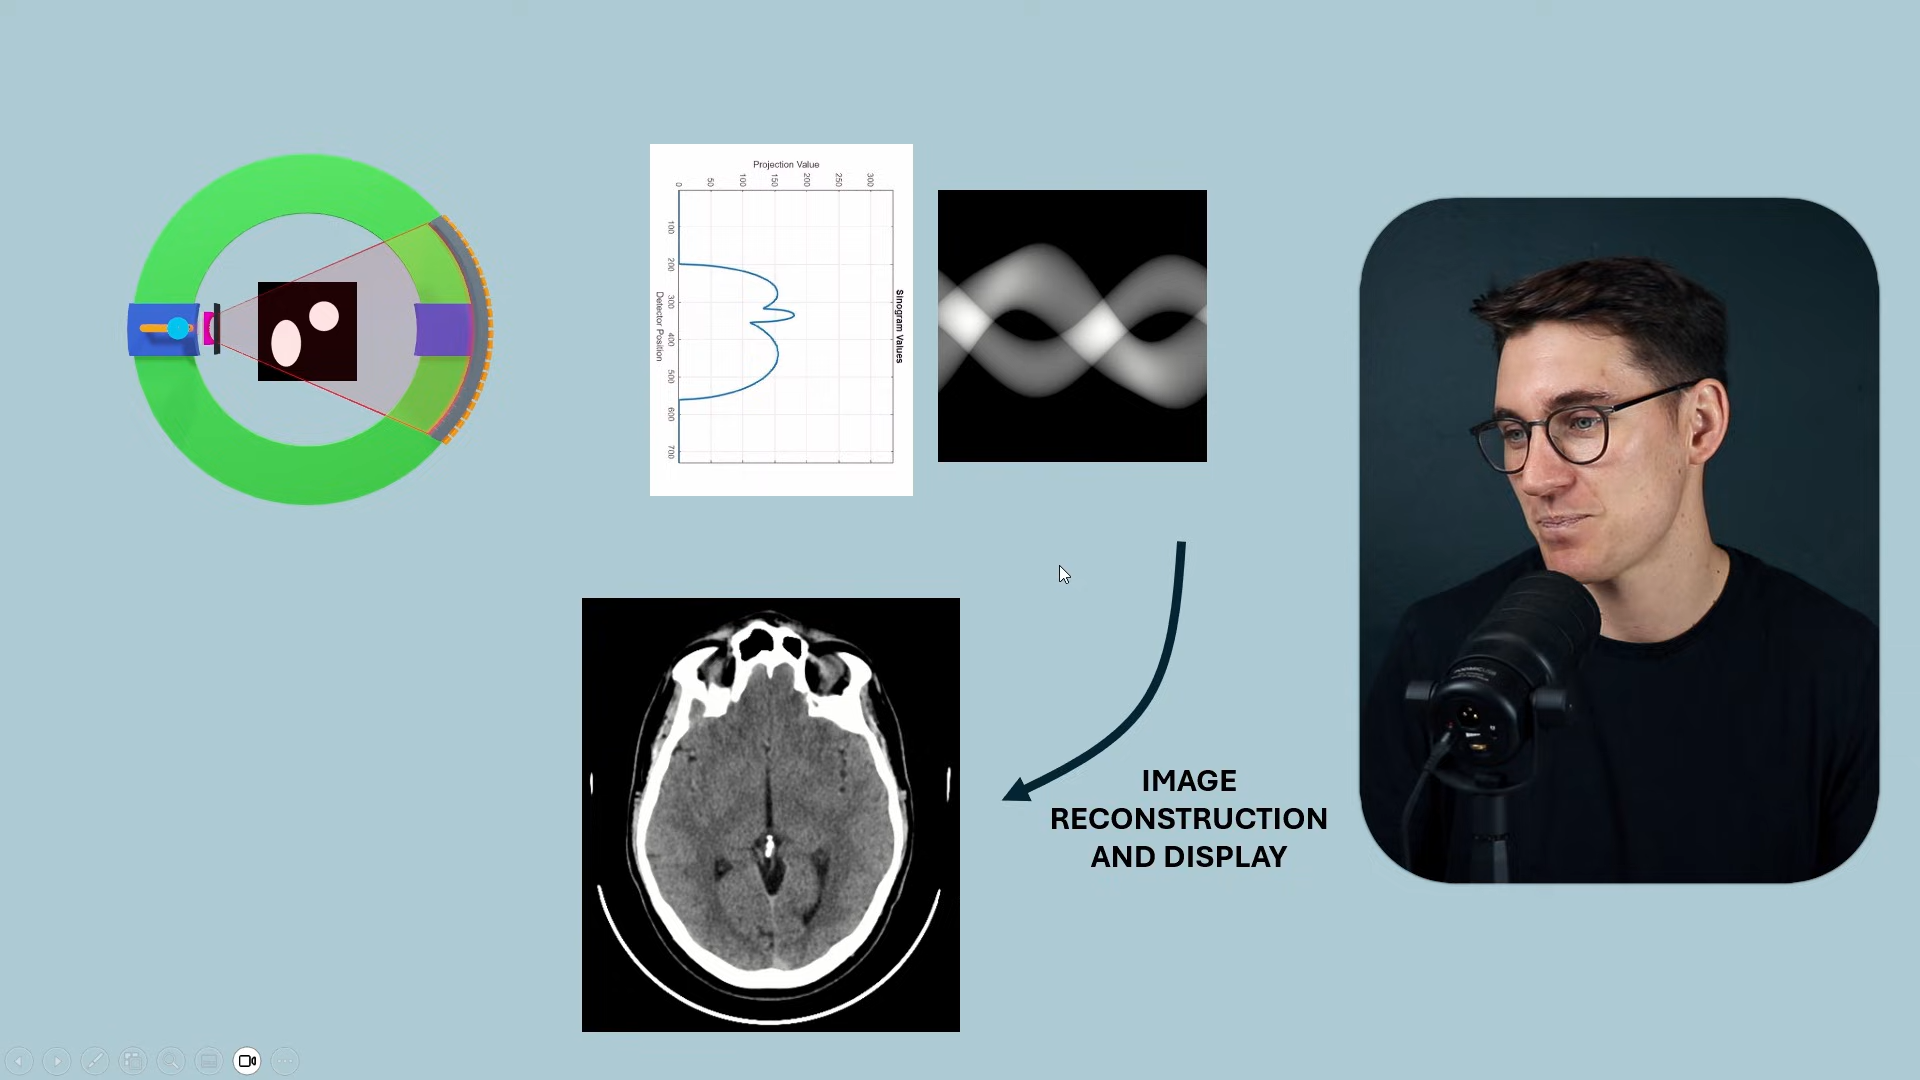 Projection Value
0 50 100 150 200 250 300
100
200
300
400
500
600
700
Detector Position
Sinogram Values
IMAGE
RECONSTRUCTION
AND DISPLAY